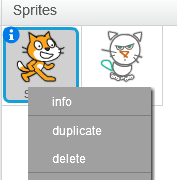 Sprites
info
duplicate
delete